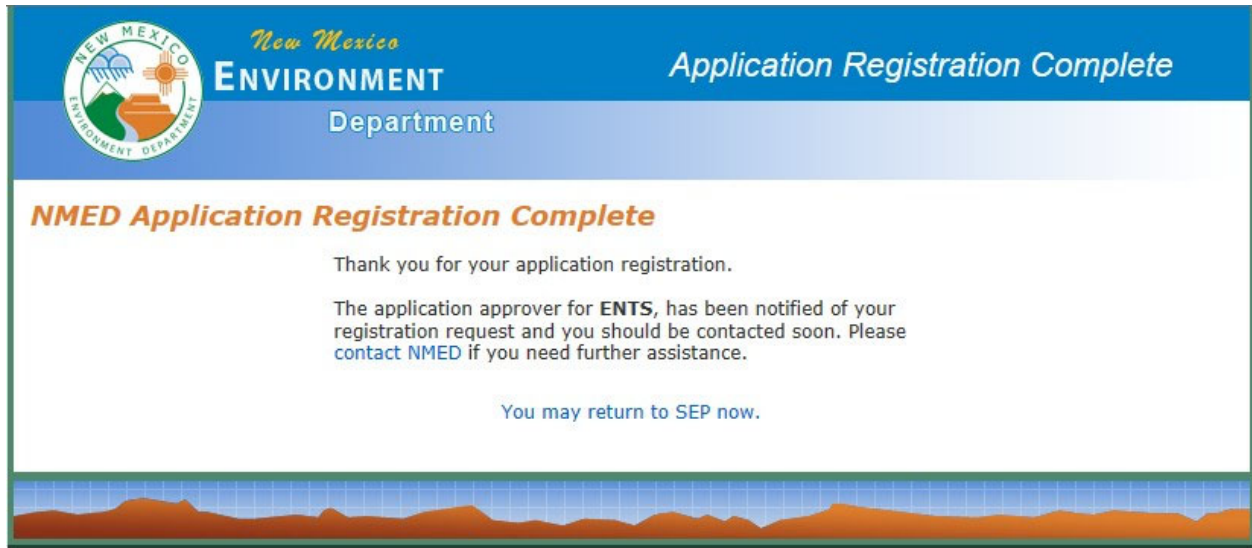 NEW MEXICO
ENVIRONMENT DEPARTMENT
New Mexico
ENVIRONMENT
Department
Application Registration Complete
NMED Application Registration Complete
Thank you for your application registration.
The application approver for ENTS, has been notified of your
registration request and you should be contacted soon. Please
contact NMED if you need further assistance.
You may return to SEP now.